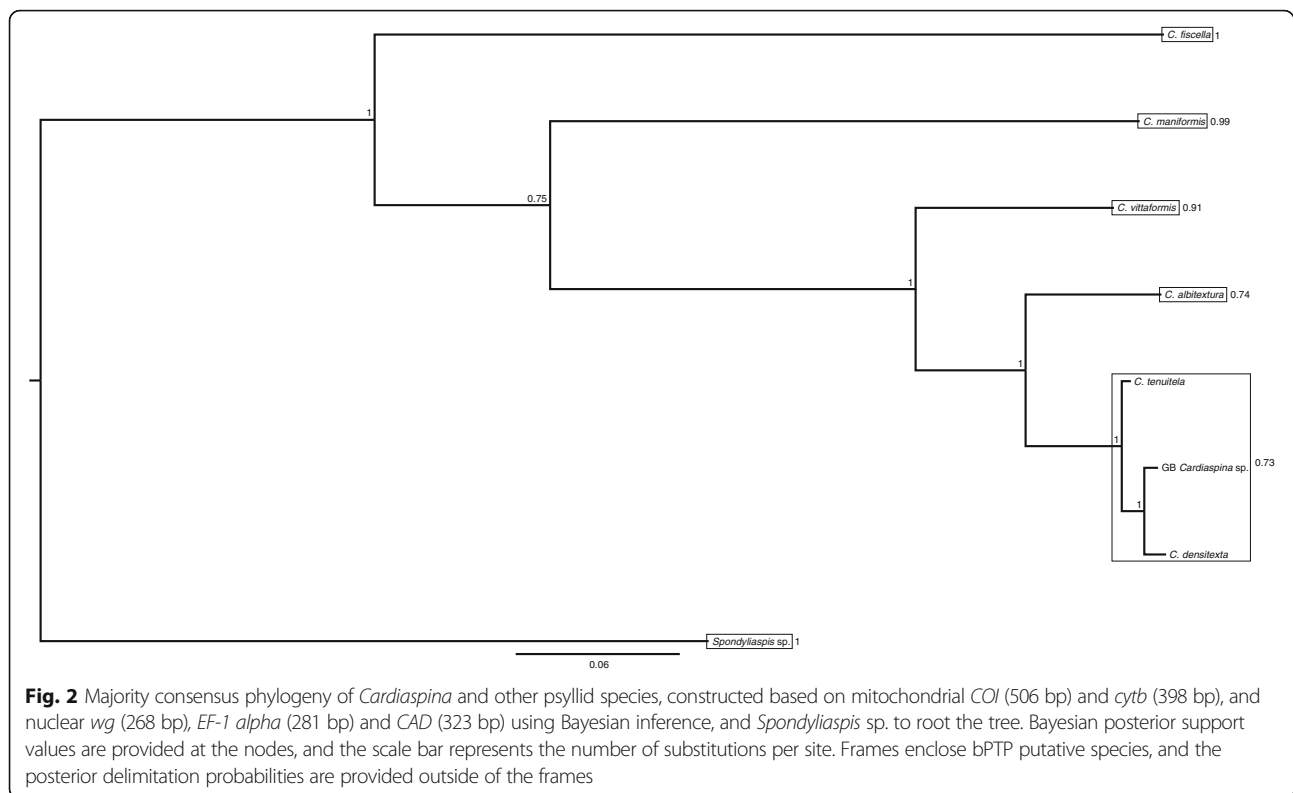 C. fiscella 1
1
C. maniformis 0.99
0.75
C. vittaformis 0.91
1
C. albitextura 0.74
1
C. tenuitela
1
GB Cardiaspina sp. 0.73
1
C. densitexta
Spondyliaspis sp. 1
0.06
Fig. 2 Majority consensus phylogeny of Cardiaspina and other psyllid species, constructed based on mitochondrial COI (506 bp) and cytb (398 bp), and
nuclear wg (268 bp), EF-1 alpha (281 bp) and CAD (323 bp) using Bayesian inference, and Spondyliaspis sp. to root the tree. Bayesian posterior support
values are provided at the nodes, and the scale bar represents the number of substitutions per site. Frames enclose bPTP putative species, and the
posterior delimitation probabilities are provided outside of the frames